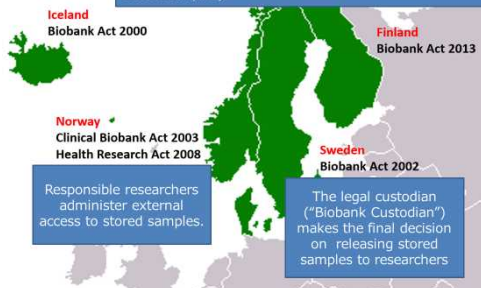 Iceland
Biobank Act 2000
Finland
Biobank Act 2013
Norway
Clinical Biobank Act 2003
Health Research Act 2008
Sweden
Biobank Act 2002
Responsible researchers
administer external
access to stored samples.
The legal custodian
("Biobank Custodian")
makes the final decision
on releasing stored
samples to researchers